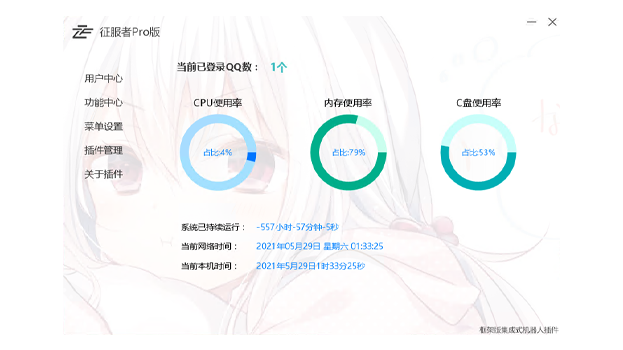 征服者Pro版
当前已登录QQ数： 1个
用户中心
功能中心
菜单设置
插件管理
关于插件
CPU使用率
内存使用率
C盘使用率
占比:4%
占比:79%
占比:53%
系统已持续运行： -557小时-57分钟-5秒
当前网络时间： 2021年05月29日 星期六 01:33:25
当前本机时间： 2021年5月29日1时33分25秒
框架版集成式机器人插件